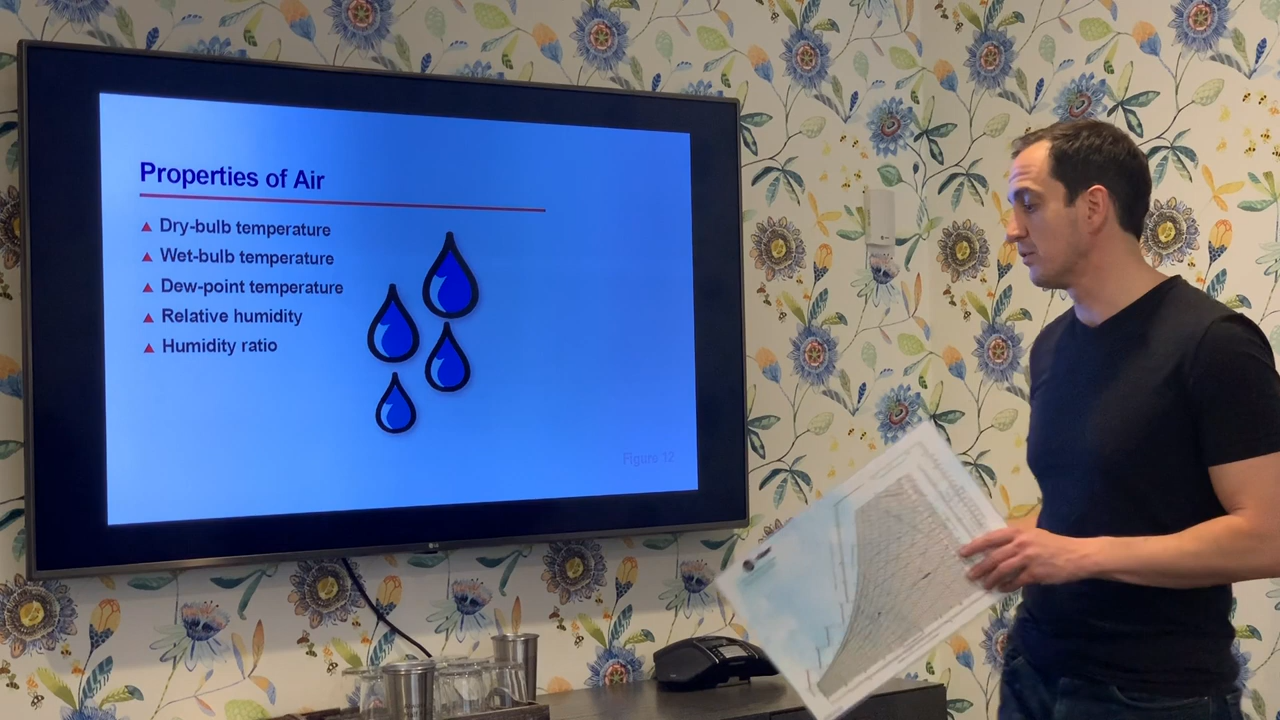 Properties of Air
Dry-bulb temperature
Wet-bulb temperature
Dew-point temperature
Relative humidity
Humidity ratio
Figure 12